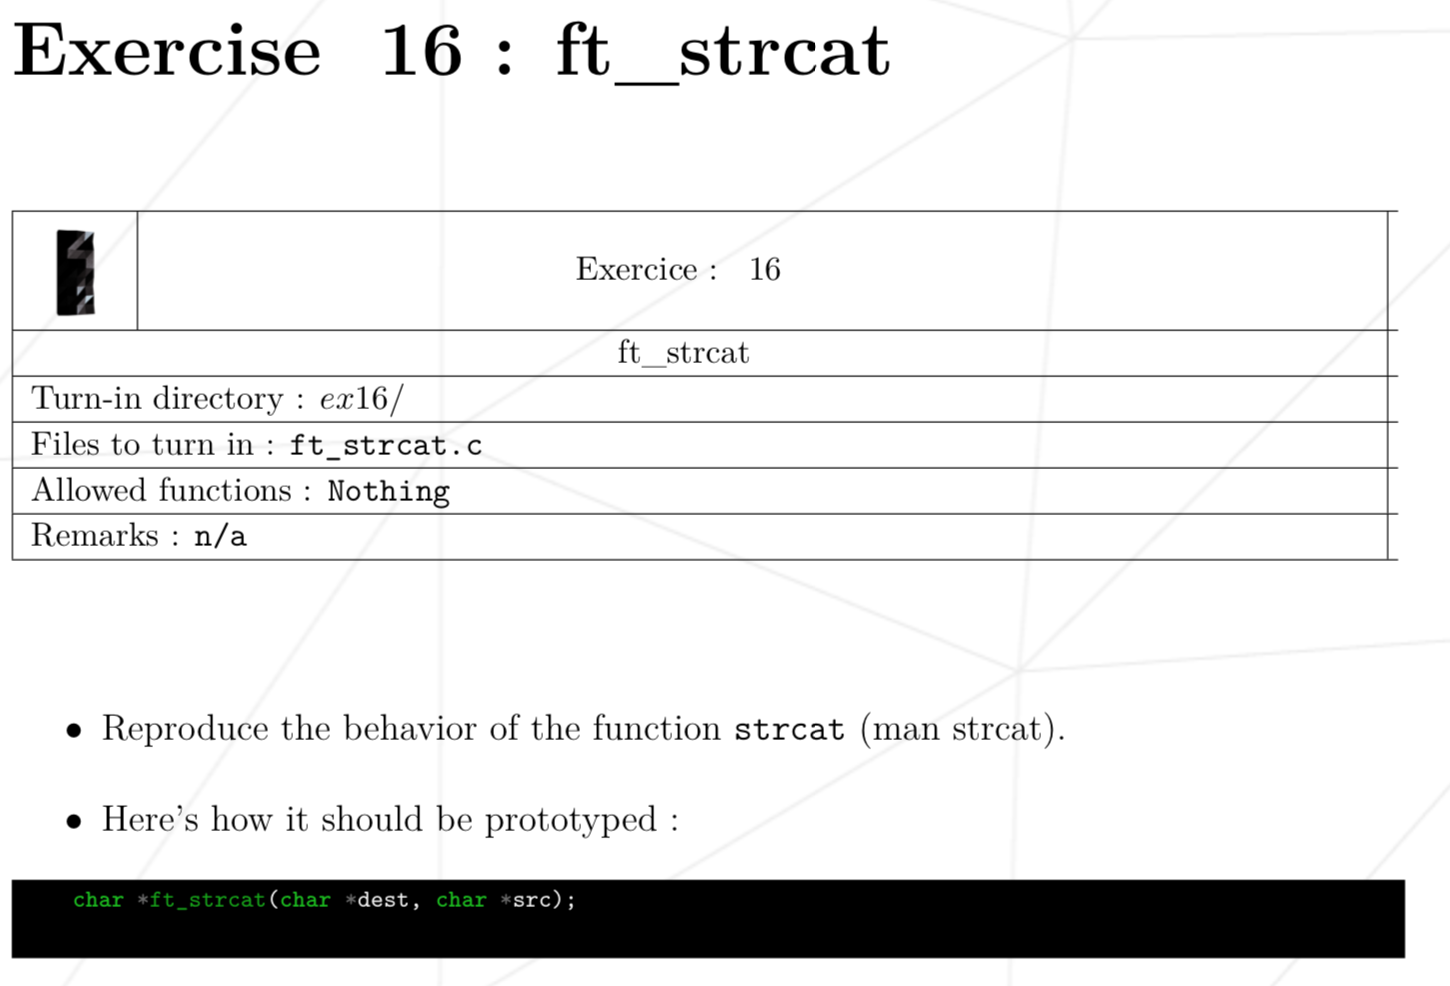 Exercise 16 : ft_strcat
Exercice : 16
ft_strcat
Turn-in directory : ex16/
Files to turn in : ft_strcat.c
Allowed functions : Nothing
Remarks : n/a
• Reproduce the behavior of the function strcat (man strcat).
• Here's how it should be prototyped :
char *ft_strcat(char *dest, char *src);